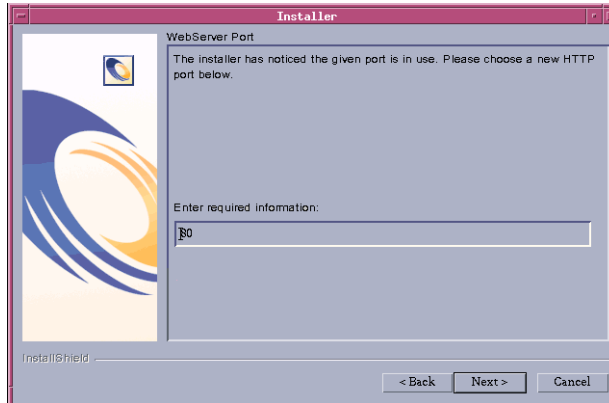 Installer
WebServer Port
The installer has noticed the given port is in use. Please choose a new HTTP
port below.
Enter required information:
80
InstallShield
< Back Next > Cancel